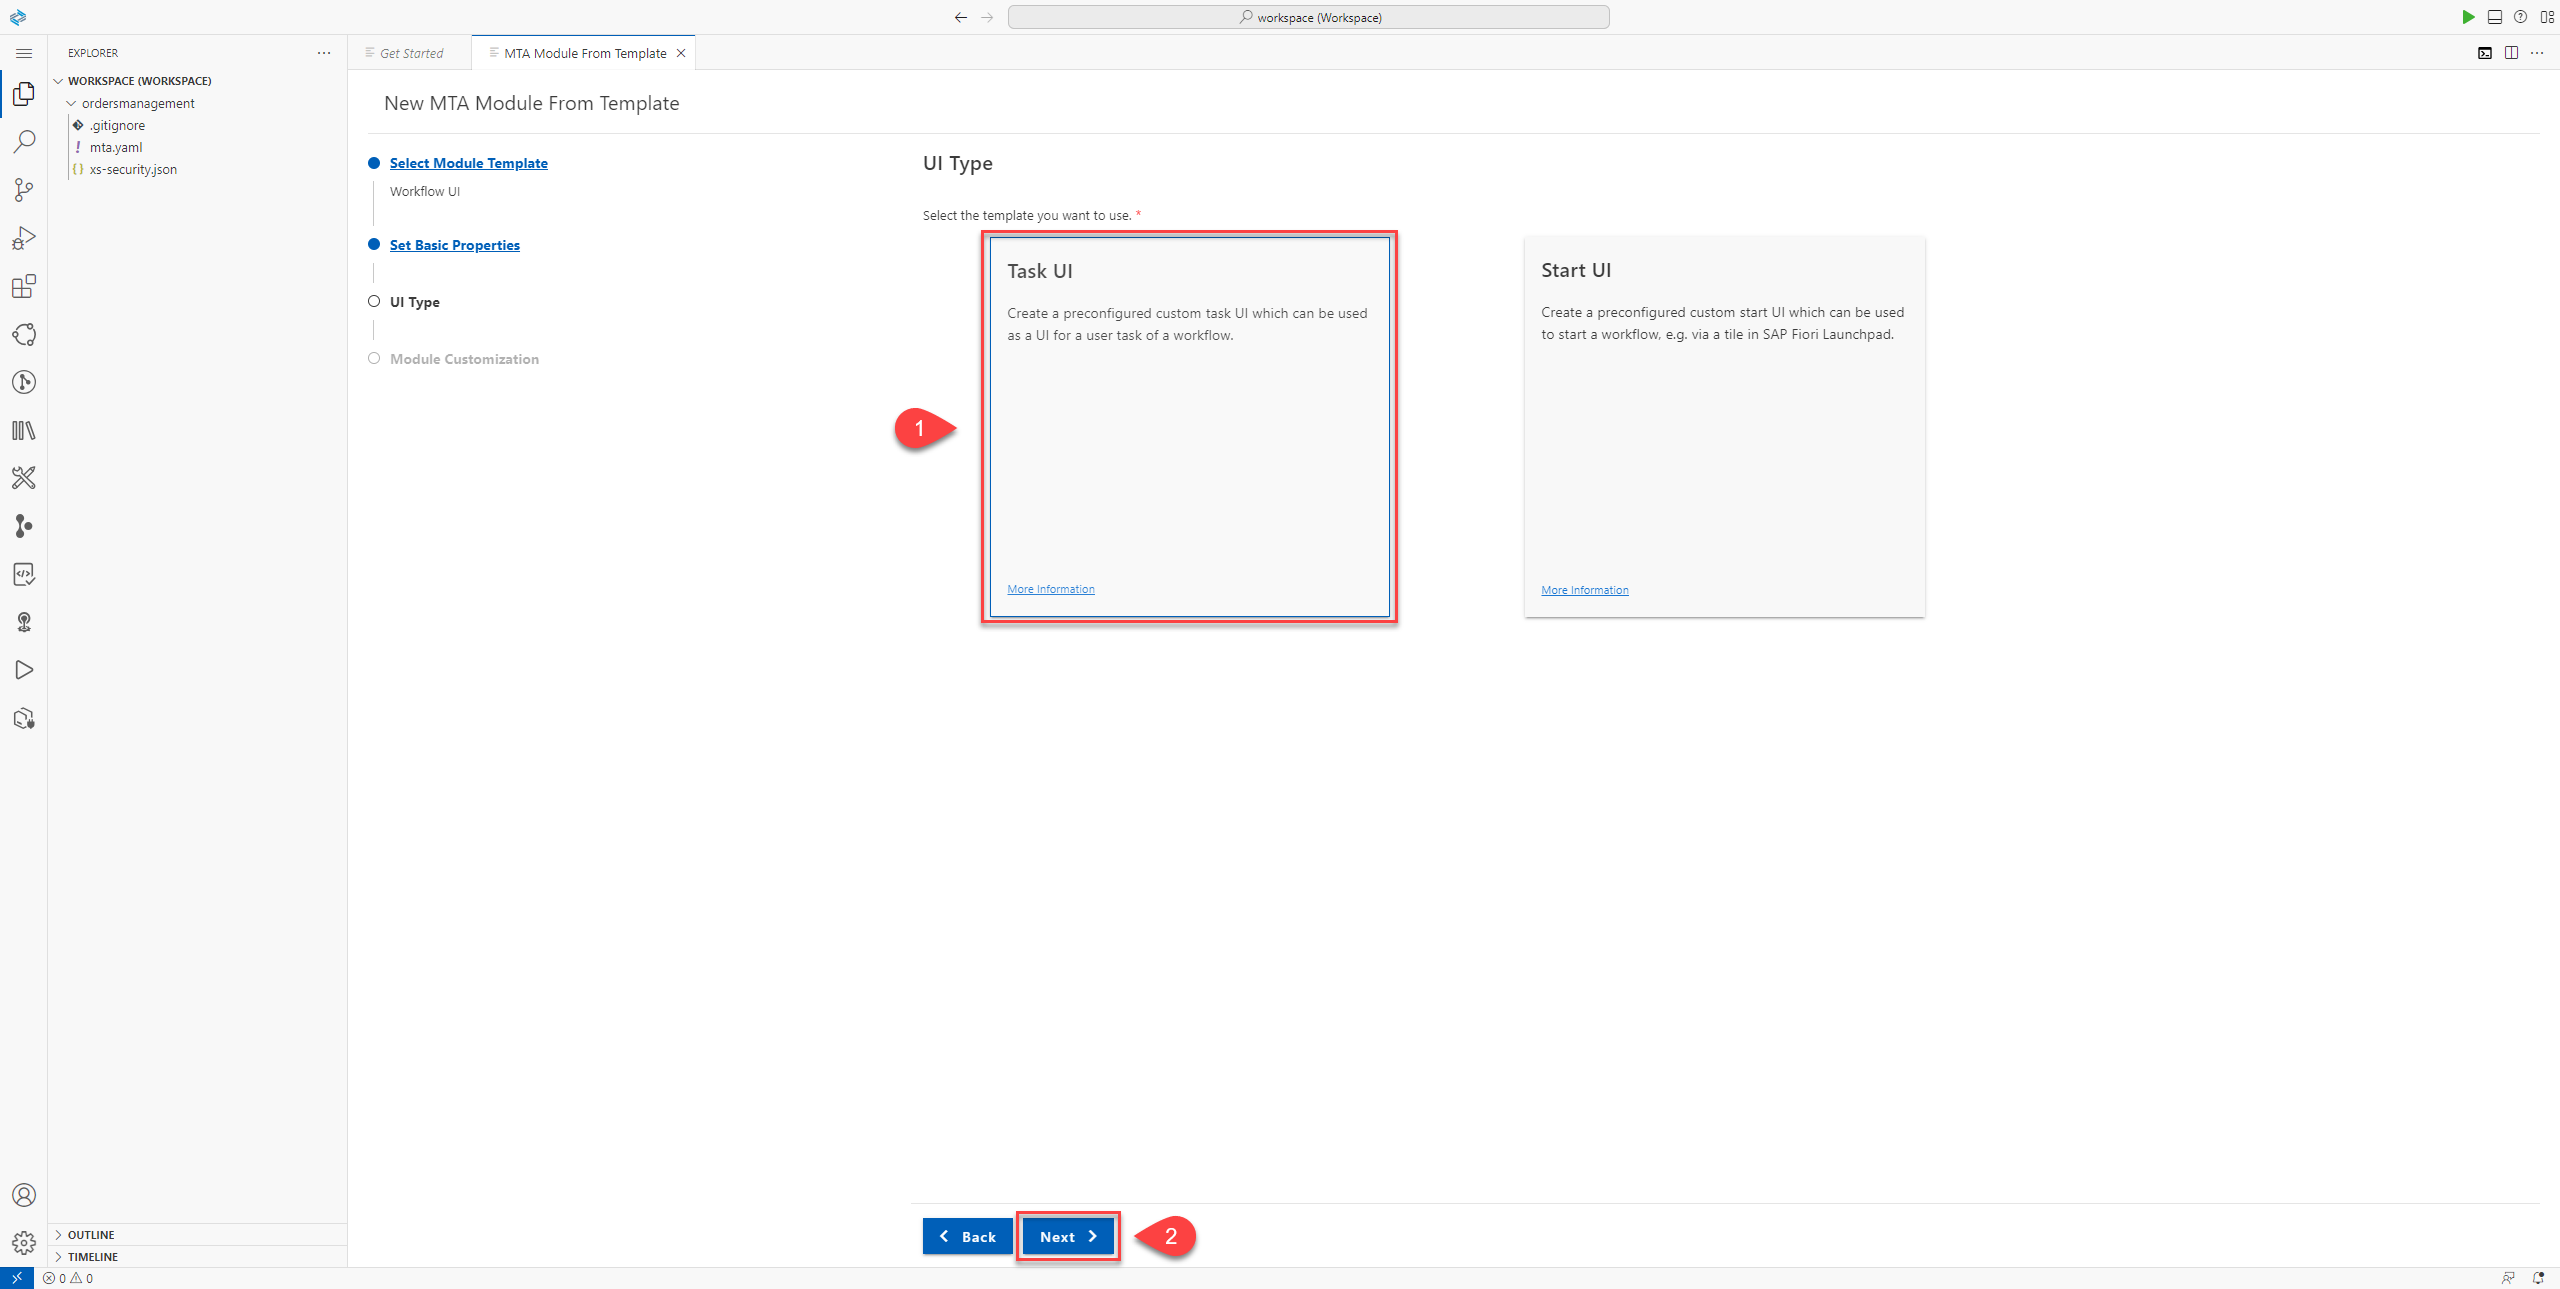 workspace (Workspace)
EXPLORER
WORKSPACE (WORKSPACE)
ordersmanagement
.gitignore
mta.yaml
xs-security.json
Get Started
MTA Module From Template
New MTA Module From Template
Select Module Template
Workflow UI
Set Basic Properties
UI Type
Module Customization
UI Type
Select the template you want to use. *
Task UI
Create a preconfigured custom task UI which can be used
as a UI for a user task of a workflow.
More Information
Start UI
Create a preconfigured custom start UI which can be used
to start a workflow, e.g. via a tile in SAP Fiori Launchpad.
More Information
1
Back
Next
2
OUTLINE
TIMELINE
0 0